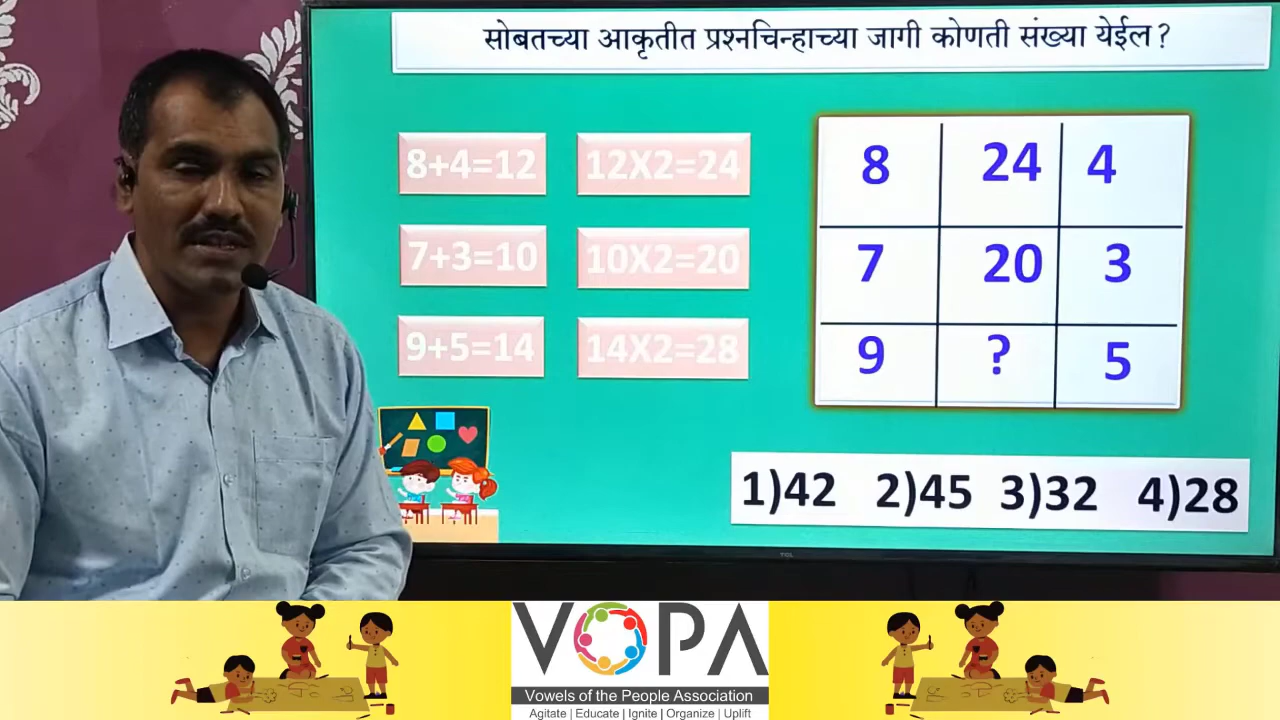 सोबतच्या आकृतीत प्रश्नचिन्हाच्या जागी कोणती संख्या येईल?
8+4=12 12X2=24
7+3=10 10X2=20
9+5=14 14X2=28
8 24 4
7 20 3
9 ? 5
1)42 2)45 3)32 4)28
TCL
VOPA
Vowels of the People Association
Agitate | Educate | Ignite | Organize | Uplift